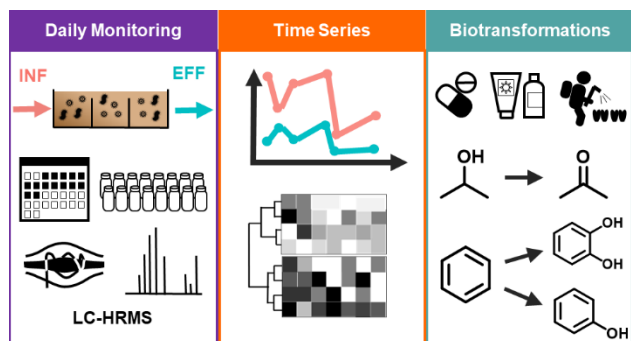 Daily Monitoring
Time Series
Biotransformations
INF
EFF
LC-HRMS
OH
O
OH
OH
OH